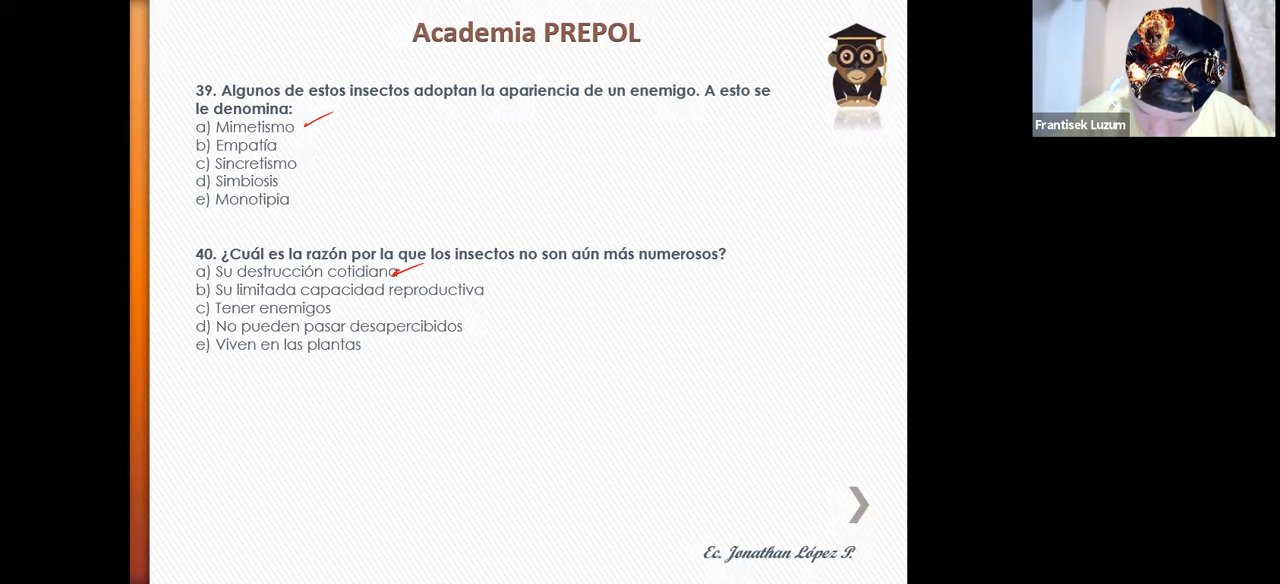 Academia PREPOL
39. Algunos de estos insectos adoptan la apariencia de un enemigo. A esto se
le denomina:
a) Mimetismo
b) Empatía
c) Sincretismo
d) Simbiosis
e) Monotipia
40. ¿Cuál es la razón por la que los insectos no son aún más numerosos?
a) Su destrucción cotidiana
b) Su limitada capacidad reproductiva
c) Tener enemigos
d) No pueden pasar desapercibidos
e) Viven en las plantas
Ec. Jonathan López P.
Frantisek Luzum